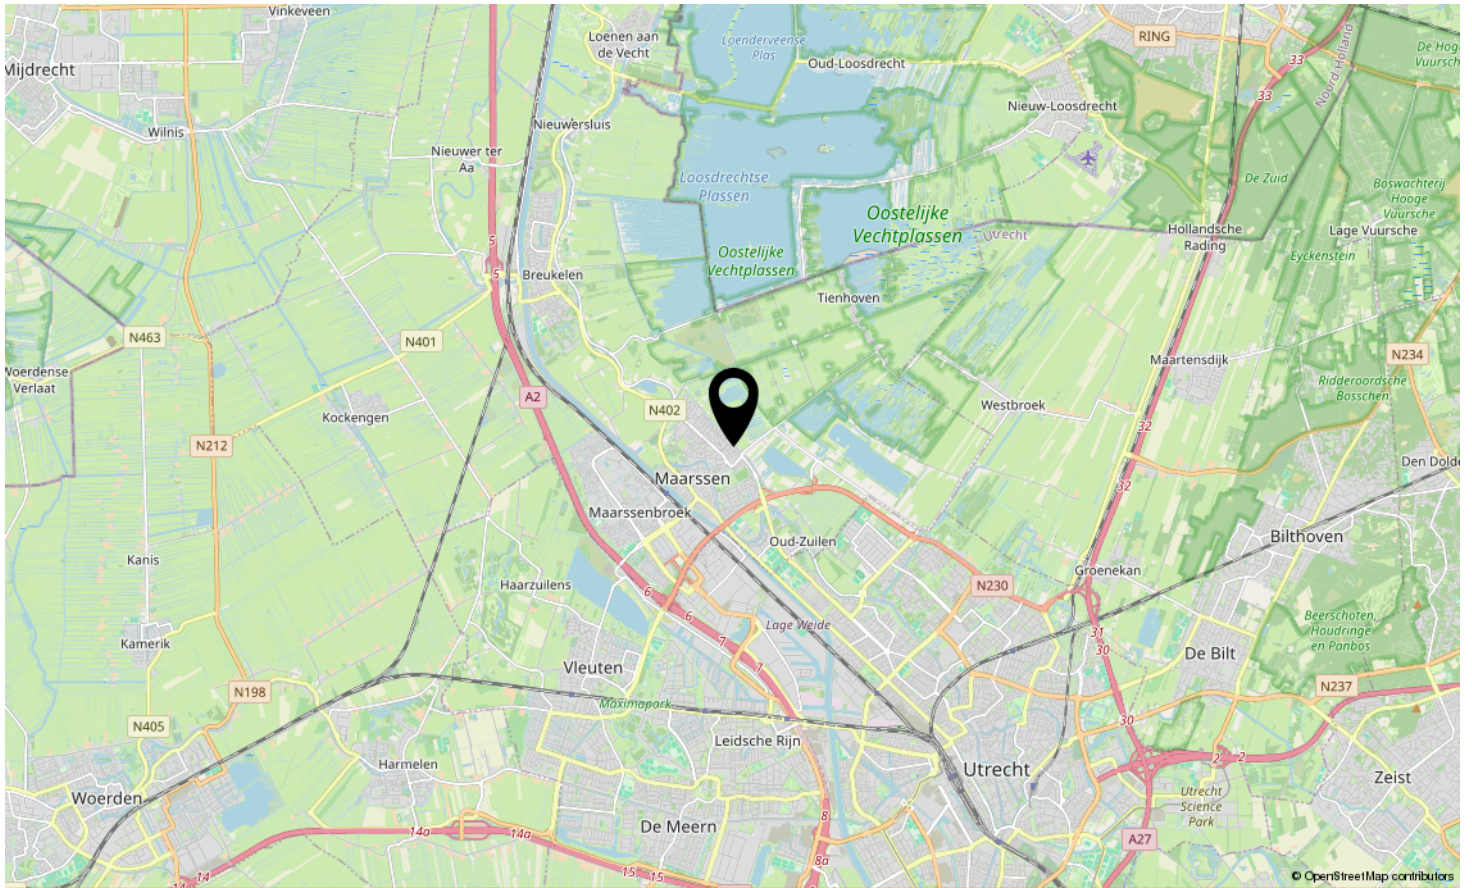 Vinkeveen
Loenen aan
de Vecht
Loenderveense
Plas
Oud-Loosdrecht
RING
33
Noord-Holland
De Hoge
Vuursche
Mijdrecht
33
Nieuw-Loosdrecht
Wilnis
Nieuwersluis
Nieuwer ter
Aa
Loosdrechtse
Plassen
De Zuid
Boswachterij
Hooge
Vuursche
Oostelijke
Vechtplassen
Utrecht
Hollandsche
Rading
Lage Vuursche
5
Oostelijke
Vechtplassen
Eyckenstein
5
Breukelen
Tienhoven
N463
N401
Maartensdijk
N234
Woerdense
Verlaat
Ridderoordsche
Bosschen
A2
N402
Westbroek
Kockengen
32
N212
Den Dolde
Maarssen
32
Maarssenbroek
Oud-Zuilen
Bilthoven
Kanis
Groenekan
Haarzuilens
N230
6
6
Lage Weide
Beerschoten,
Houdringe
en Panbos
Kamerik
7
31
30
De Bilt
Vleuten
7
N198
N237
Máximapark
30
N405
Leidsche Rijn
2
2
Harmelen
Utrecht
Zeist
Woerden
Utrecht
Science
Park
De Meern
8
14a
14a
A27
8a
14
15
15
14
© OpenStreetMap contributors